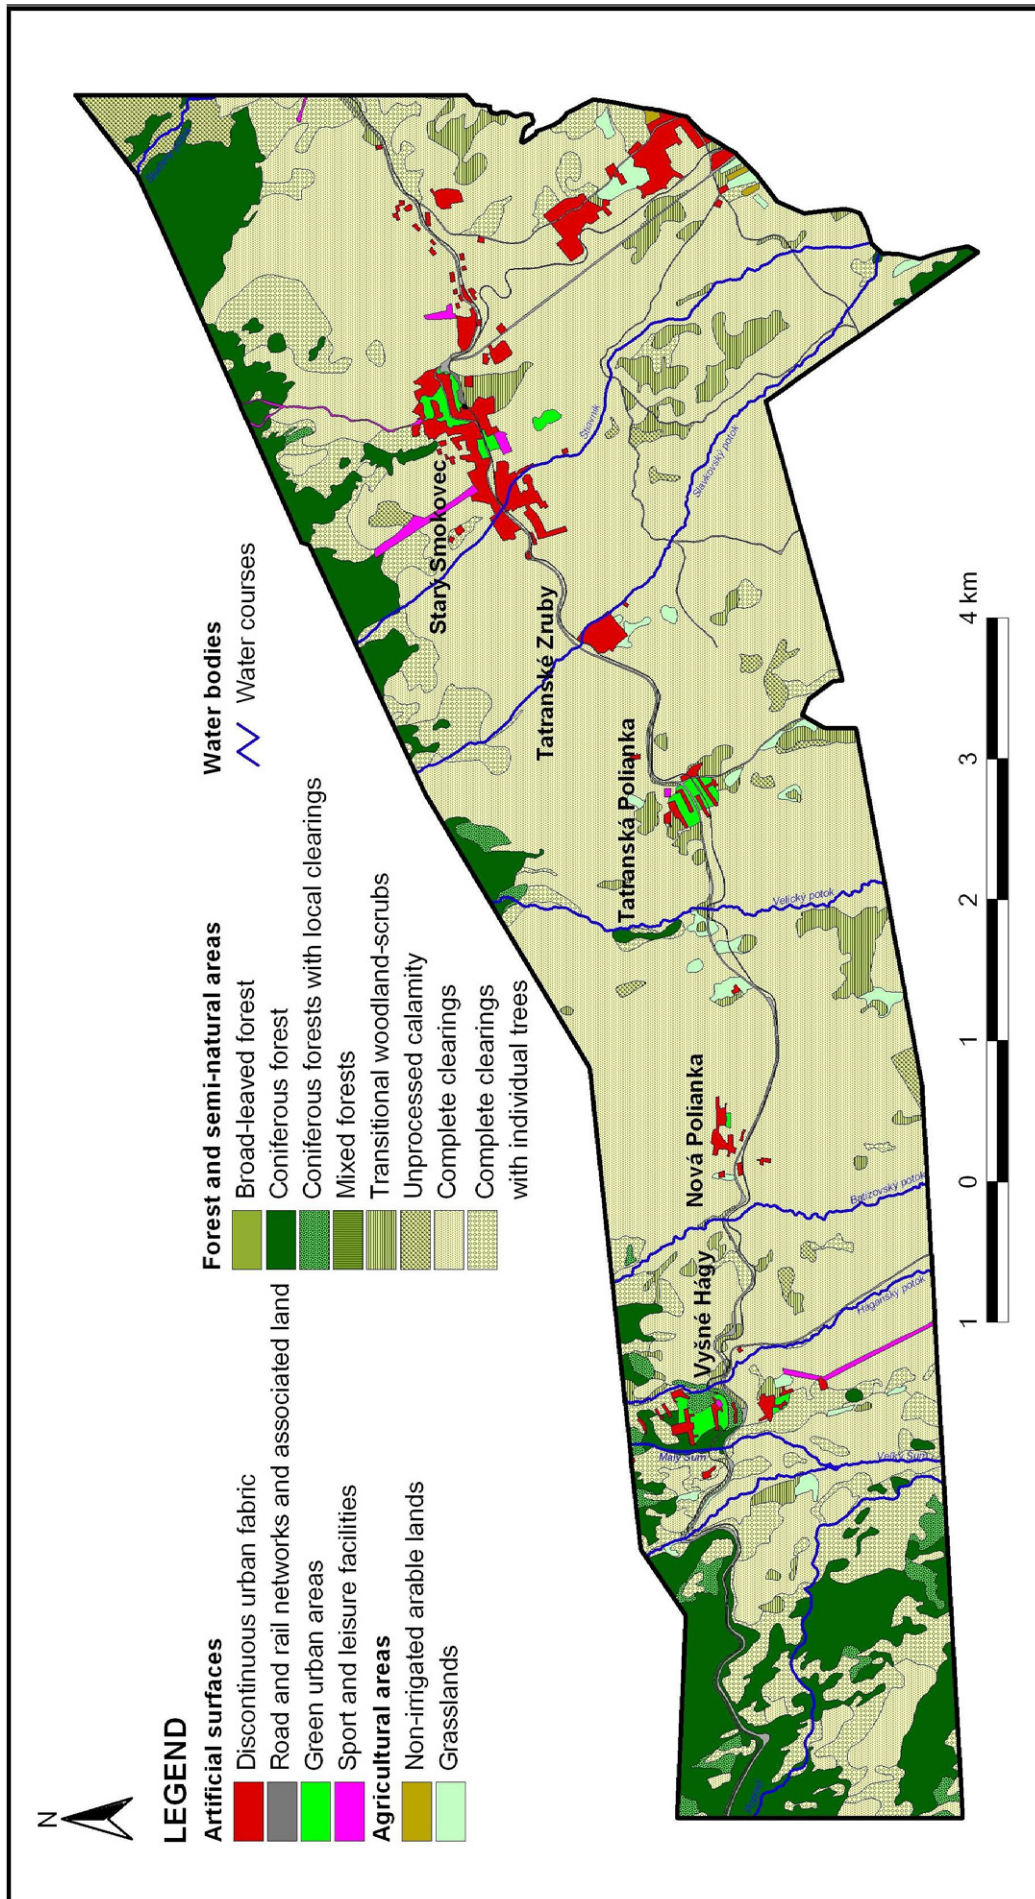 N
LEGEND
Artificial surfaces
Discontinuous urban fabric
Road and rail networks and associated land
Green urban areas
Sport and leisure facilities
Agricultural areas
Non-irrigated arable lands
Grasslands
Forest and semi-natural areas
Broad-leaved forest
Coniferous forest
Coniferous forests with local clearings
Mixed forests
Transitional woodland-scrubs
Unprocessed calamity
Complete clearings
Complete clearings
with individual trees
Water bodies
Water courses
Starý Smokovec
Tatranské Zruby
Tatranská Polianka
Nová Polianka
Vyšné Hágy
Malý Šum
Veľký Šum
Háganský potok
Batizovský potok
Velický potok
Slavkovský potok
Štiavnik
1 0 1 2 3 4 km